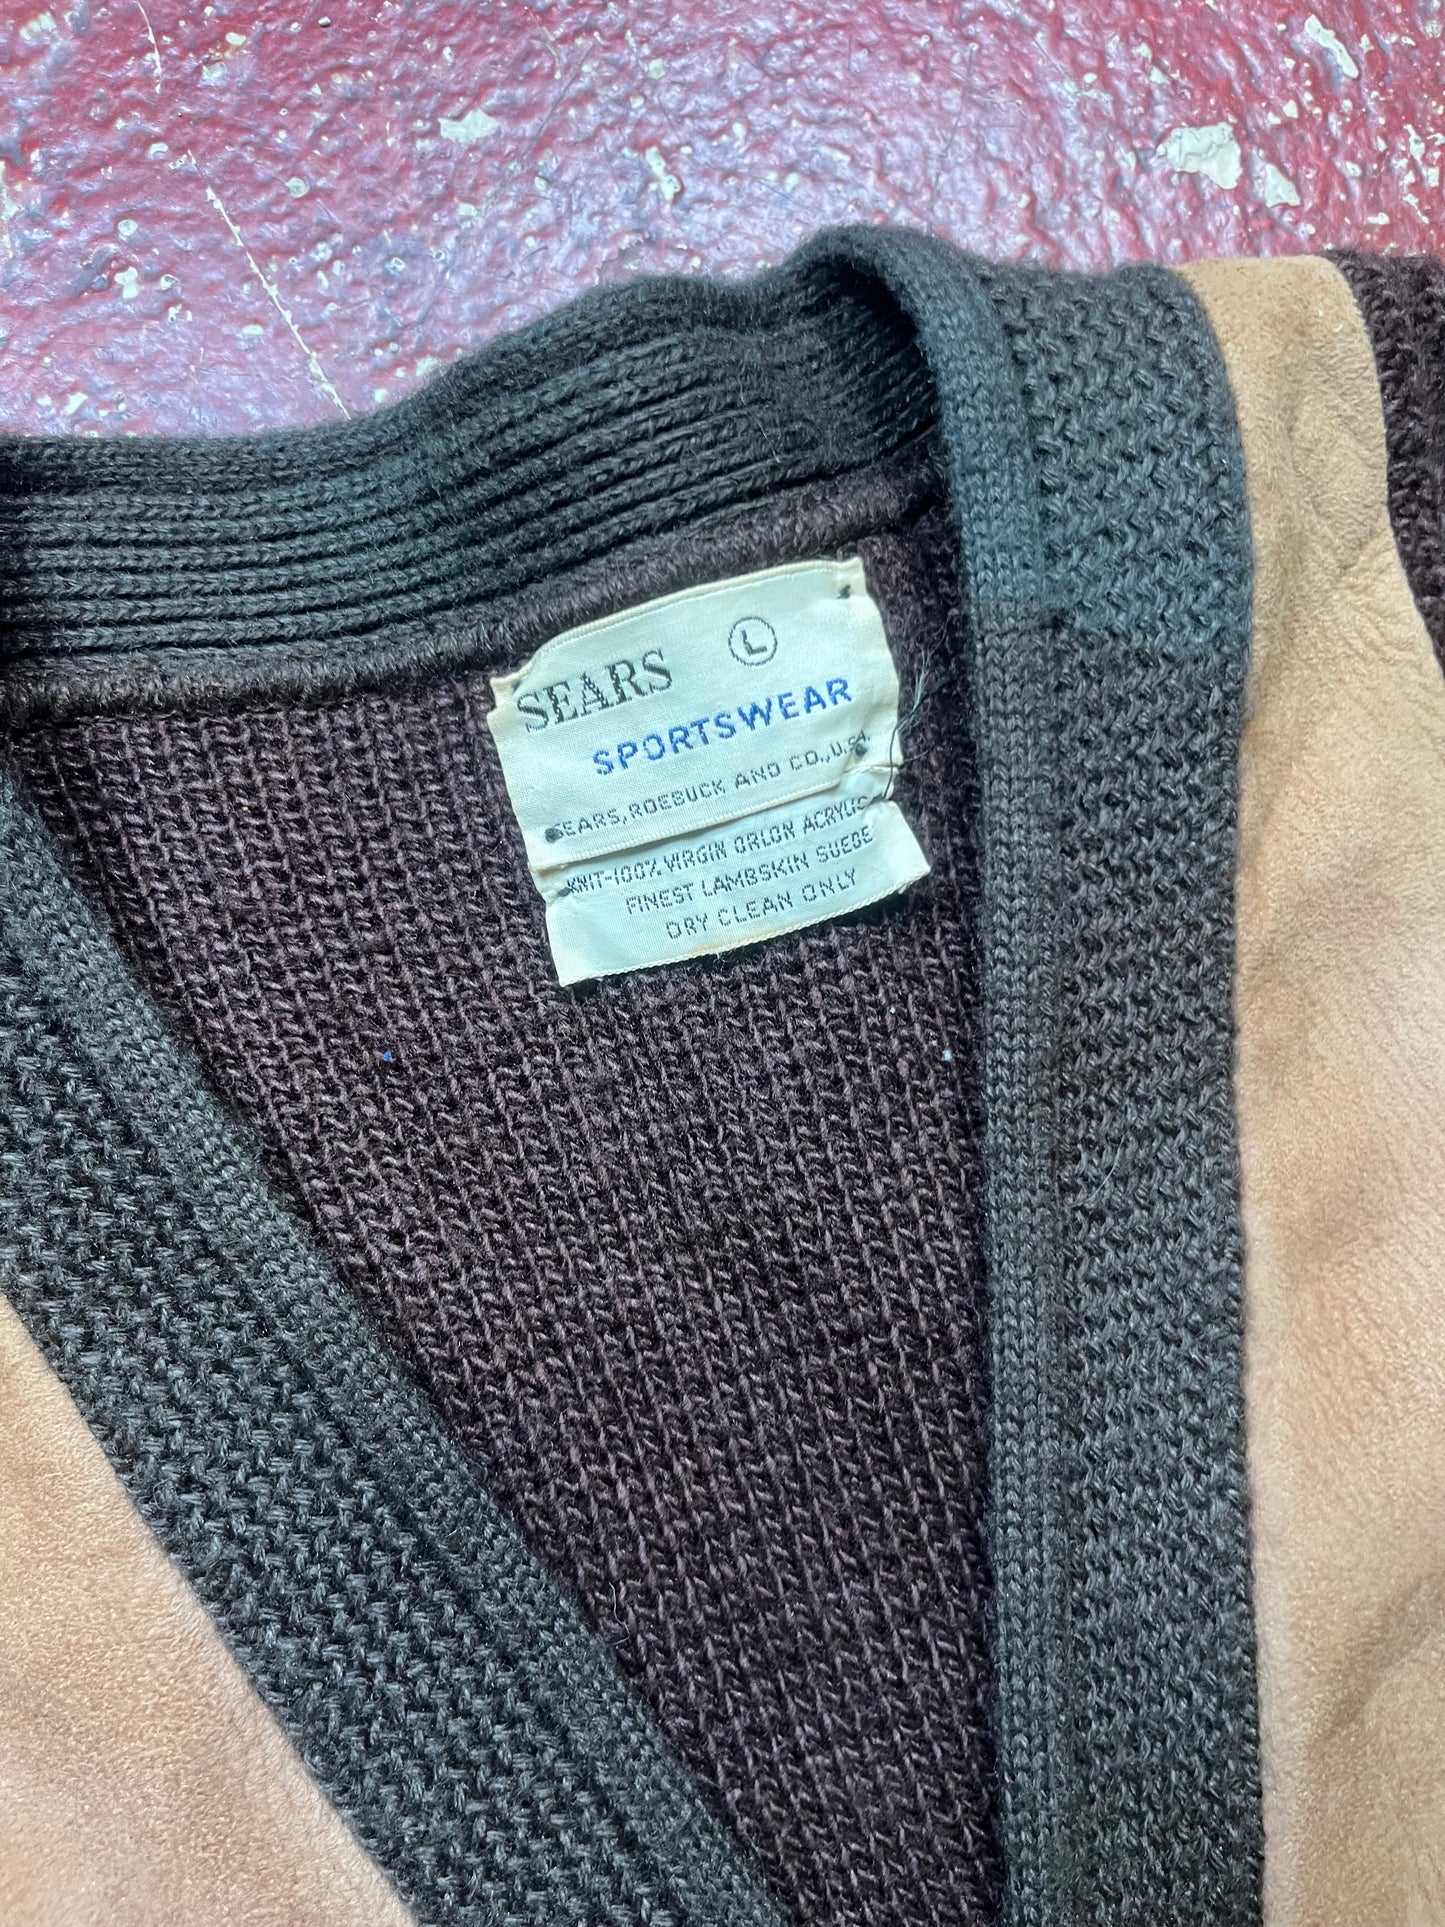 L
SEARS
SPORTSWEAR
SEARS, ROEBUCK AND CO., U.S.A.
KNIT-100% VIRGIN ORLON ACRYLIC
FINEST LAMBSKIN SUEDE
DRY CLEAN ONLY